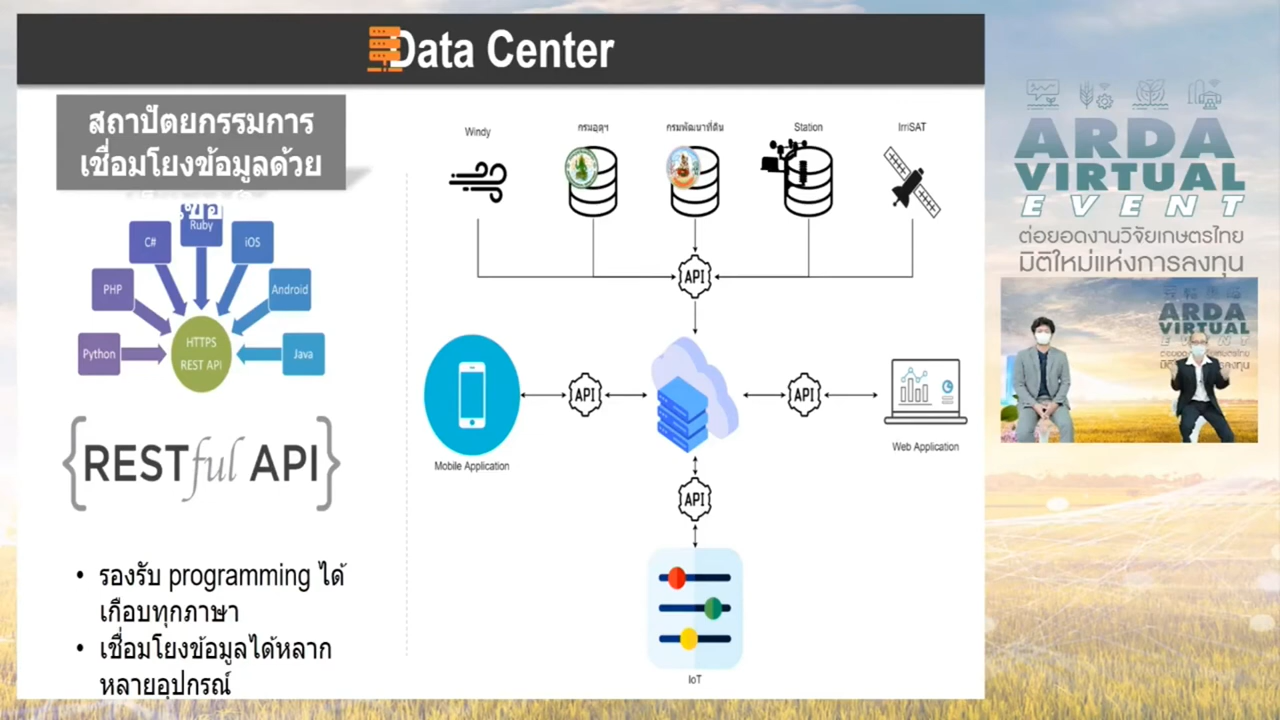 Data Center
สถาปัตยกรรมการ
เชื่อมโยงข้อมูลด้วย
Ruby
C#
iOS
PHP
Android
Python
HTTPS
REST API
Java
{RESTful API}
• รองรับ programming ได้
เกือบทุกภาษา
• เชื่อมโยงข้อมูลได้หลาก
หลายอุปกรณ์
Windy
กรมอุตุฯ
กรมพัฒนาที่ดิน
Station
IrriSAT
API
API
API
Mobile Application
Web Application
API
IoT
ARDA
VIRTUAL
EVENT
ต่อยอดงานวิจัยเกษตรไทย
มิติใหม่แห่งการลงทุน
ARDA
VIRTUAL